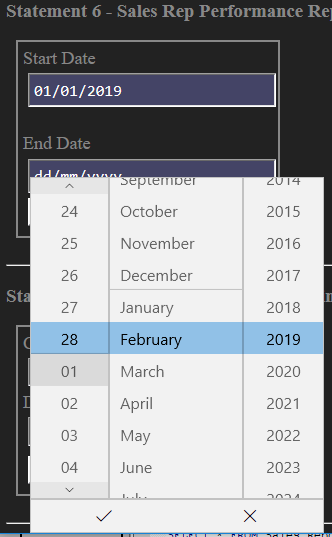 Statement 6 - Sales Rep Performance Rep
Start Date
01/01/2019
End Date
dd/mm/yyyy
September 2014
24 October 2015
25 November 2016
26 December 2017
27 January 2018
28 February 2019
01 March 2020
02 April 2021
03 May 2022
04 June 2023
July 2024
Sta